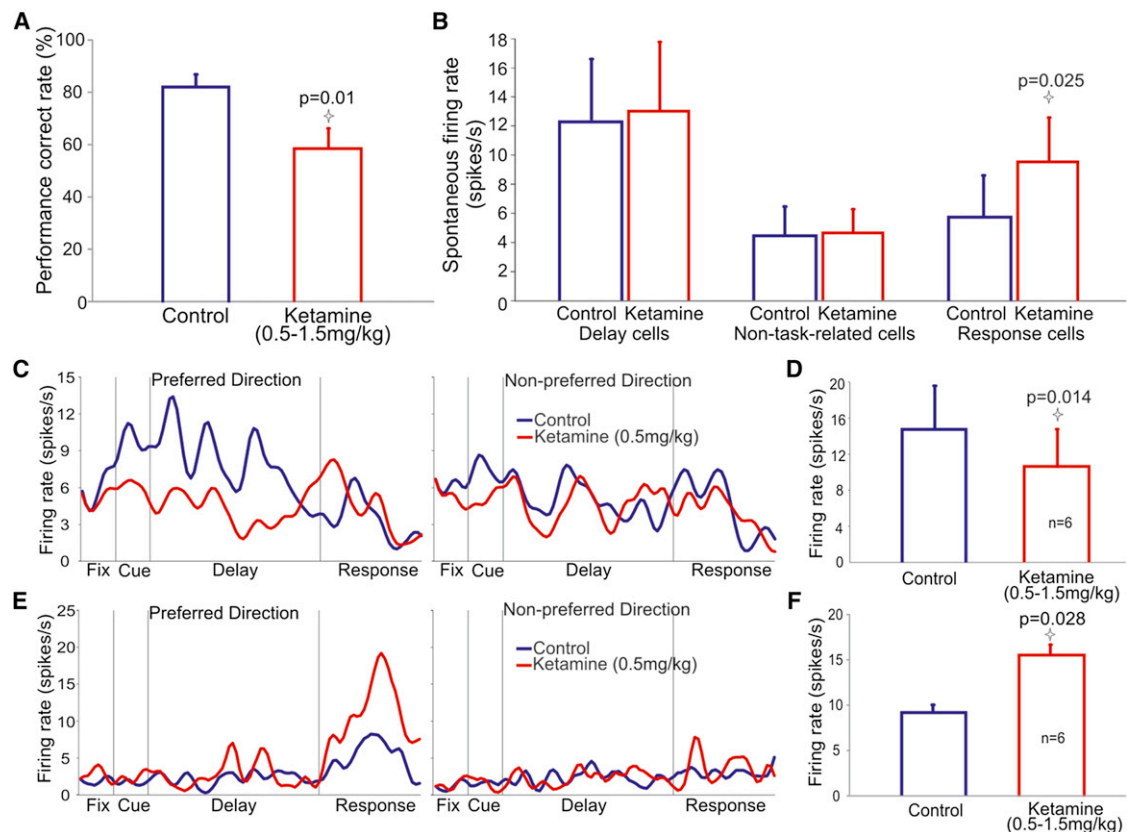 A
Performance correct rate (%)
100
80
60
40
20
0
p=0.01
Control
Ketamine
(0.5-1.5mg/kg)
B
Spontaneous firing rate
(spikes/s)
18
16
14
12
10
8
6
4
2
0
p=0.025
Control Ketamine
Delay cells
Control Ketamine
Non-task-related cells
Control Ketamine
Response cells
C
Firing rate (spikes/s)
15
12
9
6
3
0
Preferred Direction
Fix Cue Delay Response
Non-preferred Direction
Control
Ketamine (0.5mg/kg)
Fix Cue Delay Response
D
Firing rate (spikes/s)
20
16
12
8
4
0
p=0.014
n=6
Control
Ketamine
(0.5-1.5mg/kg)
E
Firing rate (spikes/s)
25
20
15
10
5
0
Preferred Direction
Fix Cue Delay Response
Non-preferred Direction
Control
Ketamine (0.5mg/kg)
Fix Cue Delay Response
F
Firing rate (spikes/s)
20
15
10
5
0
p=0.028
n=6
Control
Ketamine
(0.5-1.5mg/kg)